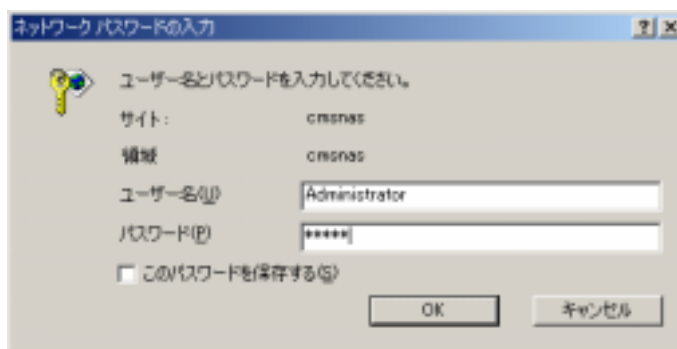 ネットワーク パスワードの入力
ユーザー名とパスワードを入力してください。
サイト: cmsnas
領域 cmsnas
ユーザー名(U) Administrator
パスワード(P) *****
このパスワードを保存する(S)
OK キャンセル